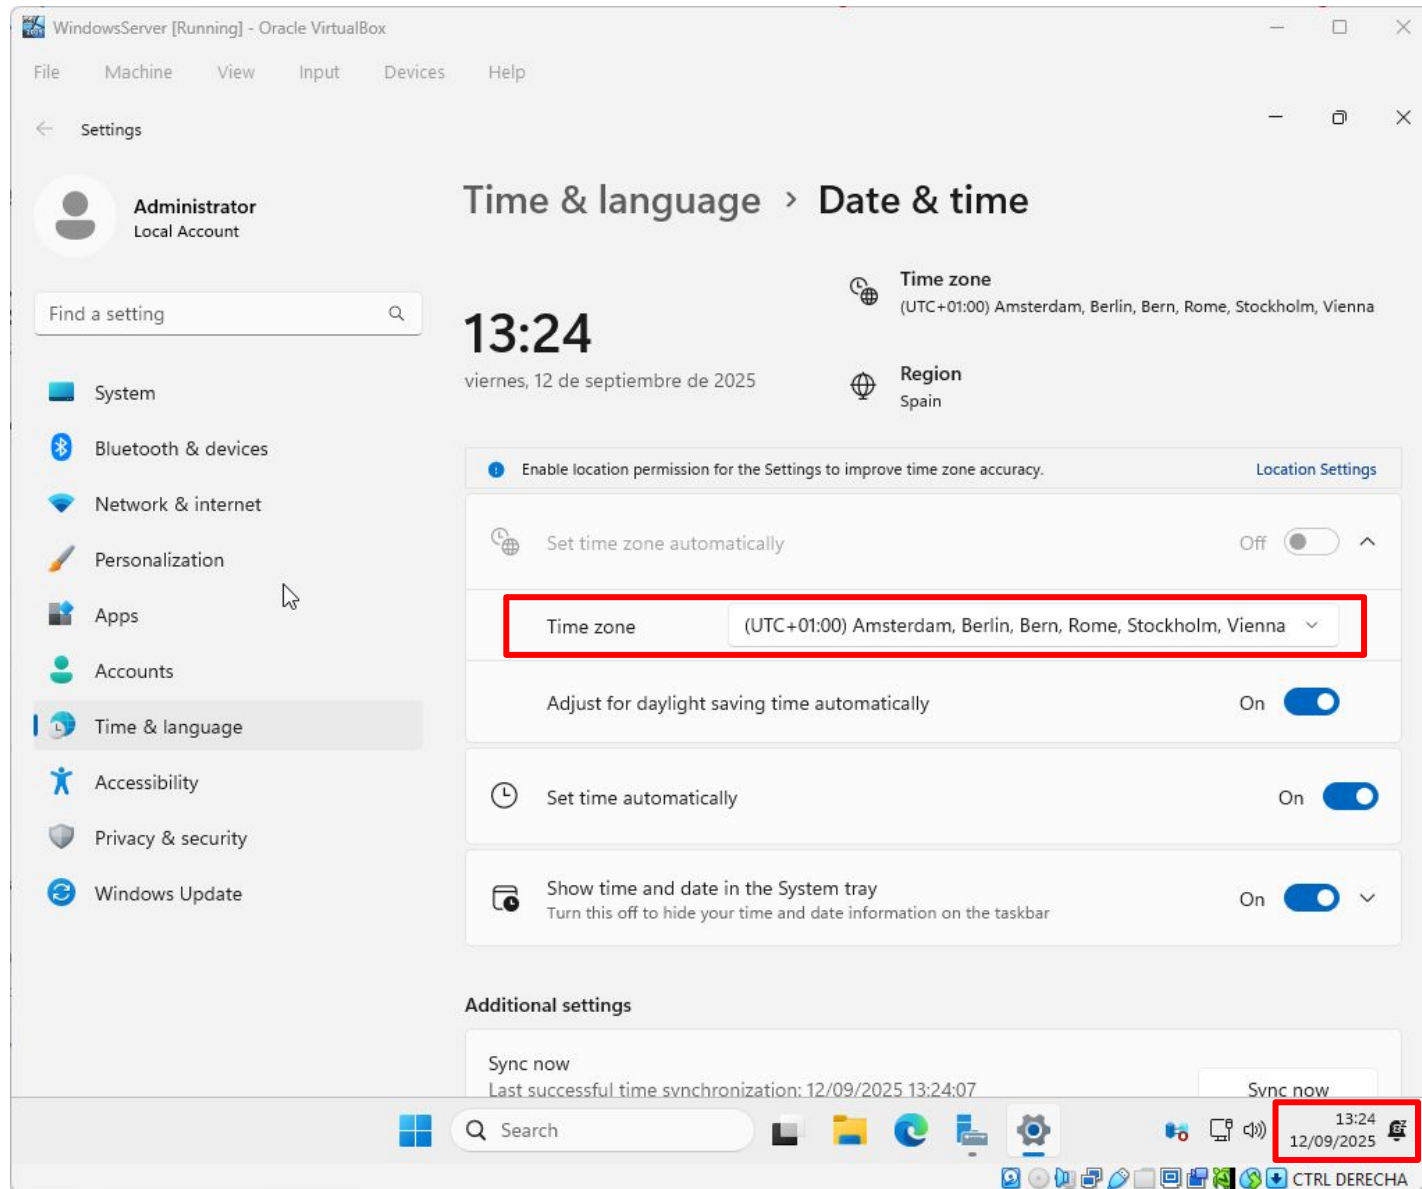 WindowsServer [Running] - Oracle VirtualBox
File Machine View Input Devices Help
Settings
Administrator
Local Account
Find a setting
System
Bluetooth & devices
Network & internet
Personalization
Apps
Accounts
Time & language
Accessibility
Privacy & security
Windows Update
Time & language > Date & time
13:24
viernes, 12 de septiembre de 2025
Time zone
(UTC+01:00) Amsterdam, Berlin, Bern, Rome, Stockholm, Vienna
Region
Spain
Enable location permission for the Settings to improve time zone accuracy. Location Settings
Set time zone automatically Off
Time zone (UTC+01:00) Amsterdam, Berlin, Bern, Rome, Stockholm, Vienna
Adjust for daylight saving time automatically On
Set time automatically On
Show time and date in the System tray On
Turn this off to hide your time and date information on the taskbar
Additional settings
Sync now
Last successful time synchronization: 12/09/2025 13:24:07
Sync now
Search
13:24
12/09/2025
CTRL DERECHA